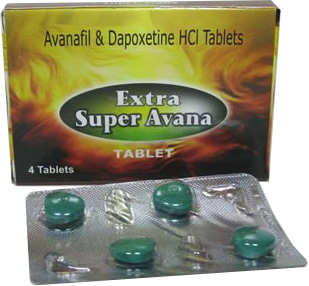 Avanafil & Dapoxetine HCl Tablets
Extra
Super Avana
TABLET
4 Tablets